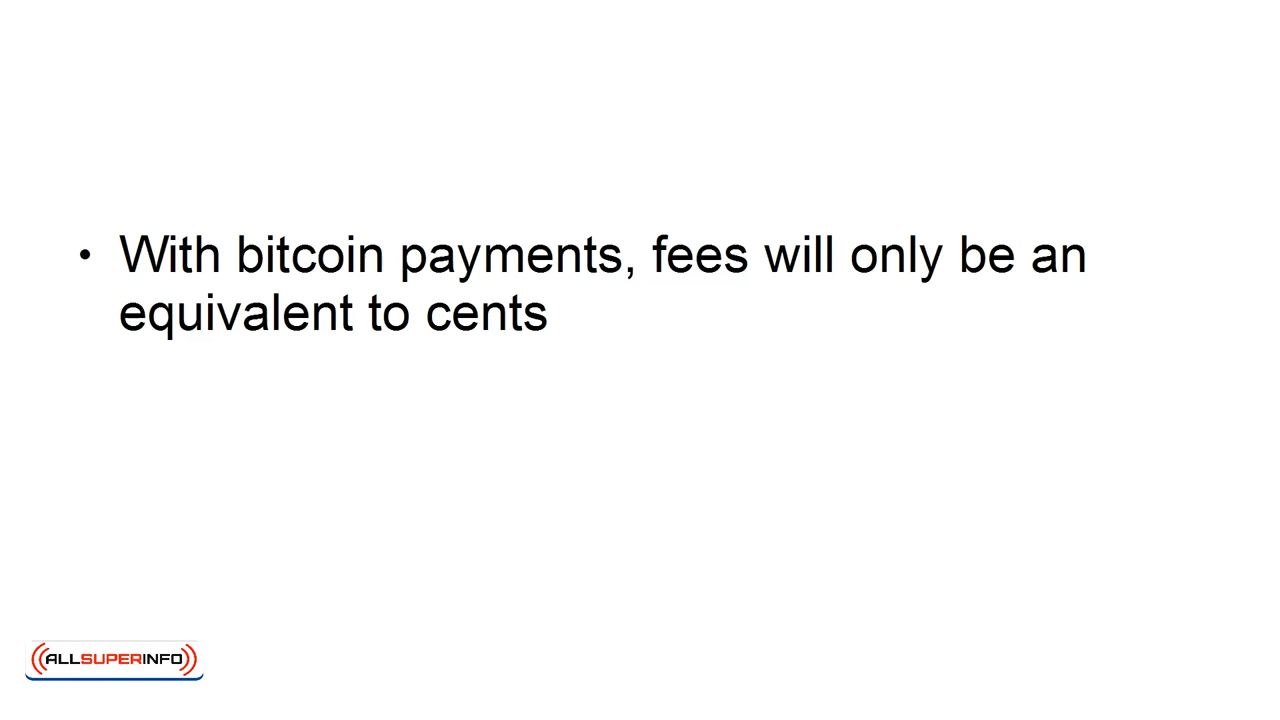 • With bitcoin payments, fees will only be an
equivalent to cents
ALLSUPERINFO